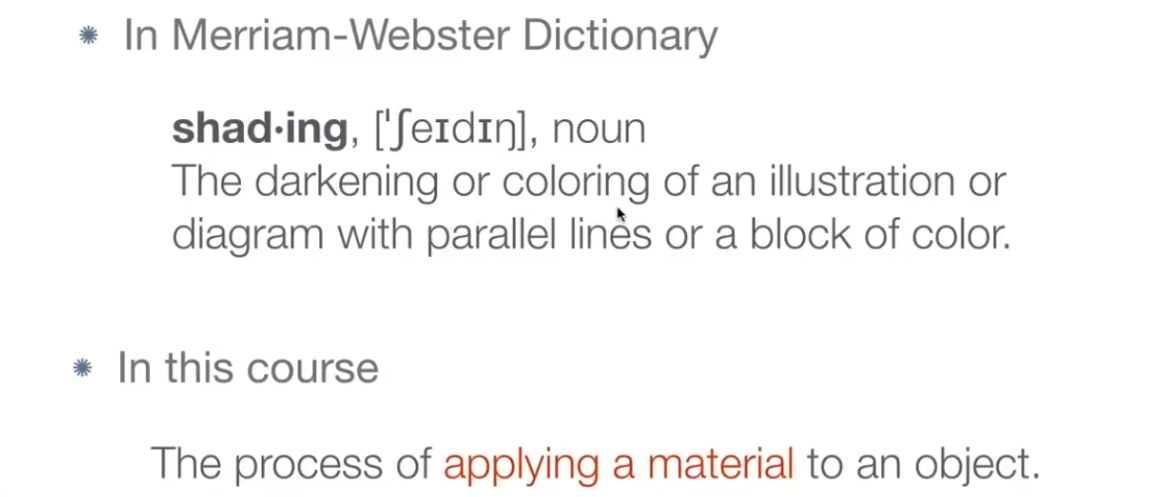 In Merriam-Webster Dictionary
shad·ing, [ˈʃeɪdɪŋ], noun
The darkening or coloring of an illustration or
diagram with parallel lines or a block of color.
In this course
The process of applying a material to an object.